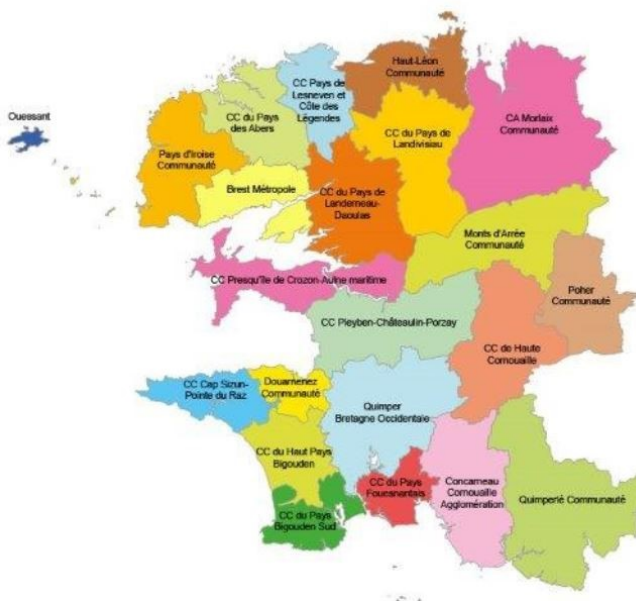 Haut-Léon
Communauté
CC Pays de
Lesneven et
Côte des
Légendes
CA Morlaix
Communauté
Ouessant
CC du Pays
des Abers
CC du Pays de
Landivisiau
Pays d'Iroise
Communauté
Brest Métropole
CC du Pays de
Landerneau-
Daoulas
Monts d'Arrée
Communauté
CC Presqu'île de Crozon-Aulne maritime
Poher
Communauté
CC Pleyben-Châteaulin-Porzay
CC de Haute
Cornouaille
CC Cap Sizun-
Pointe du Raz
Douarnenez
Communauté
Quimper
Bretagne Occidentale
CC du Haut Pays
Bigouden
CC du Pays
Fouesnantais
Concarneau
Cornouaille
Agglomération
Quimperlé Communauté
CC du Pays
Bigouden Sud